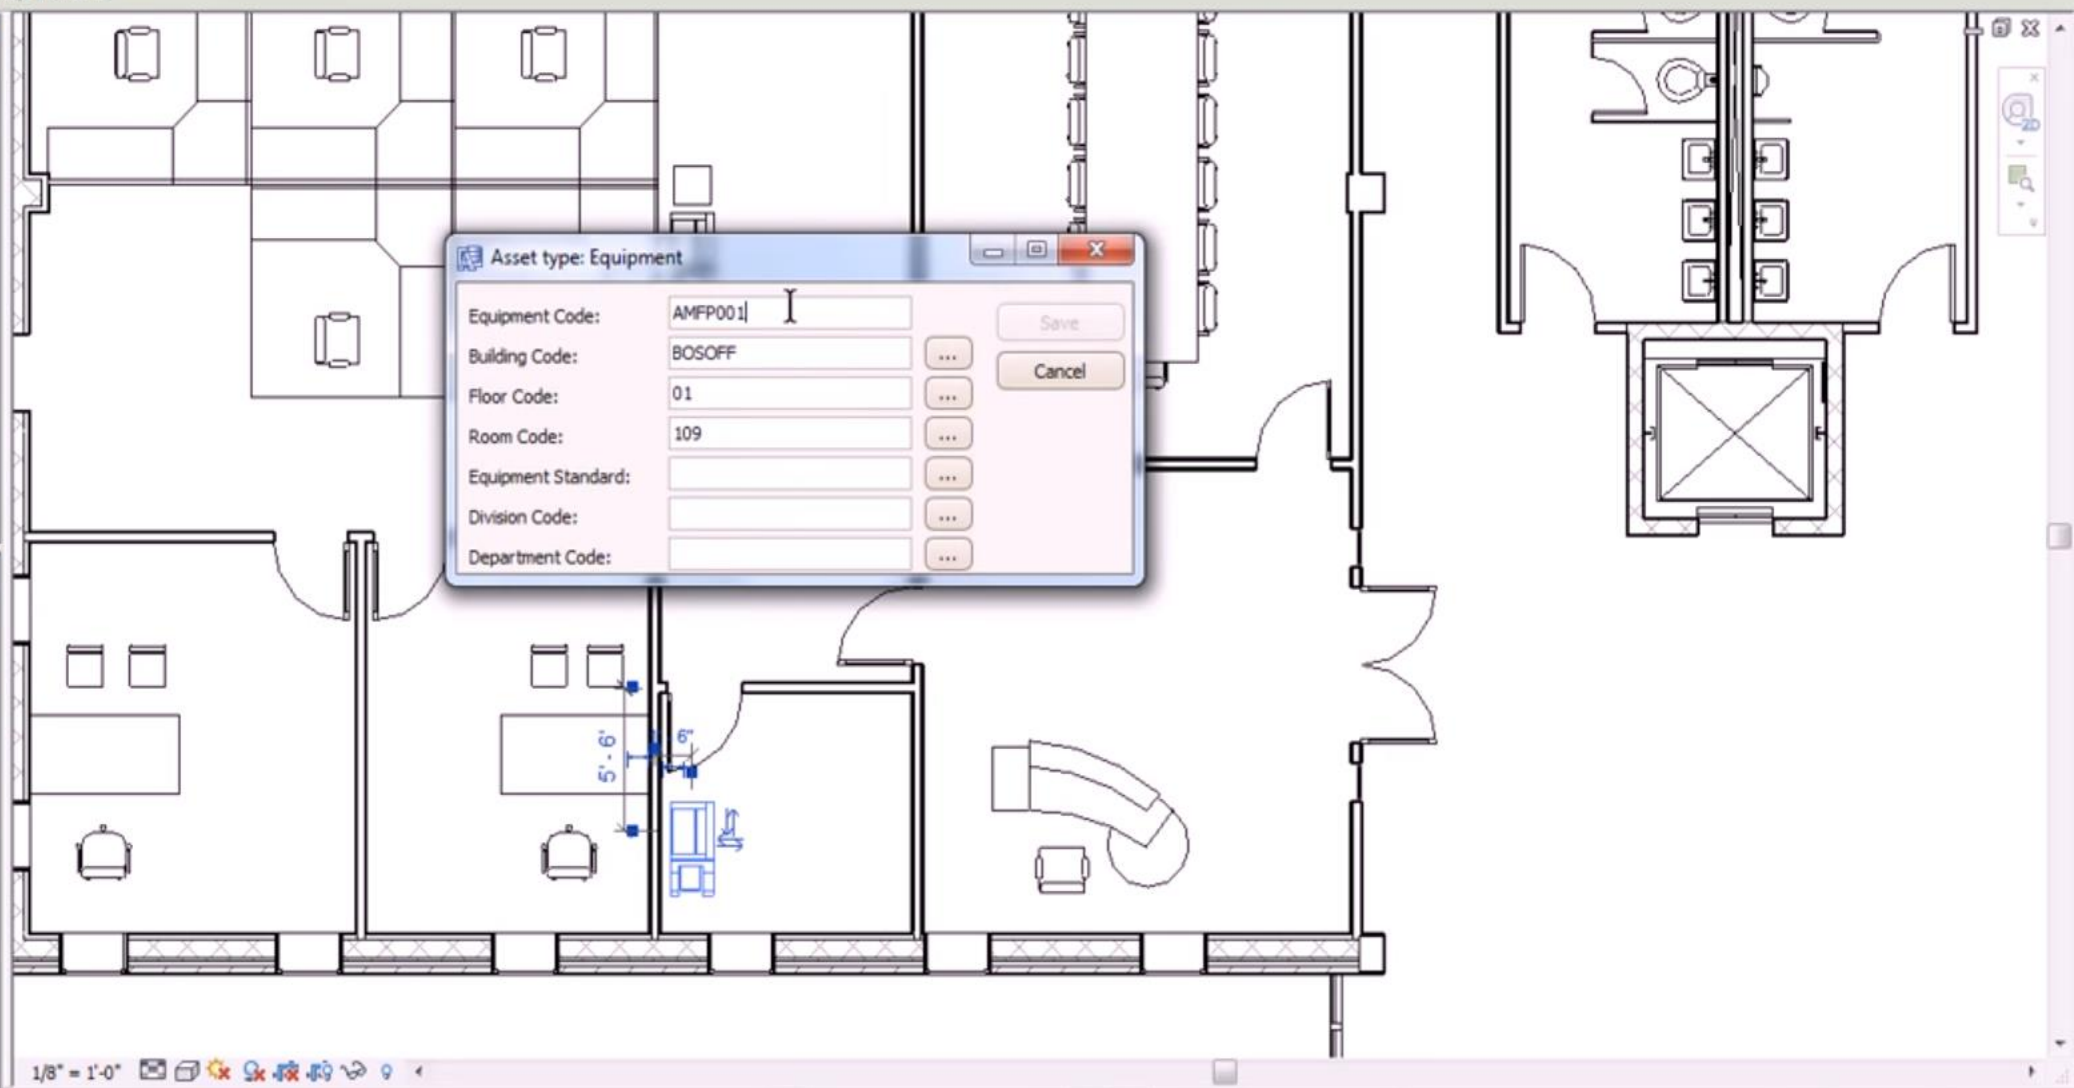 2D
Asset type: Equipment
Equipment Code: AMFP001
Save
Building Code: BOSOFF ...
Cancel
Floor Code: 01 ...
Room Code: 109 ...
Equipment Standard: ...
Division Code: ...
Department Code: ...
6"
5' - 6"
1/8" = 1'-0"